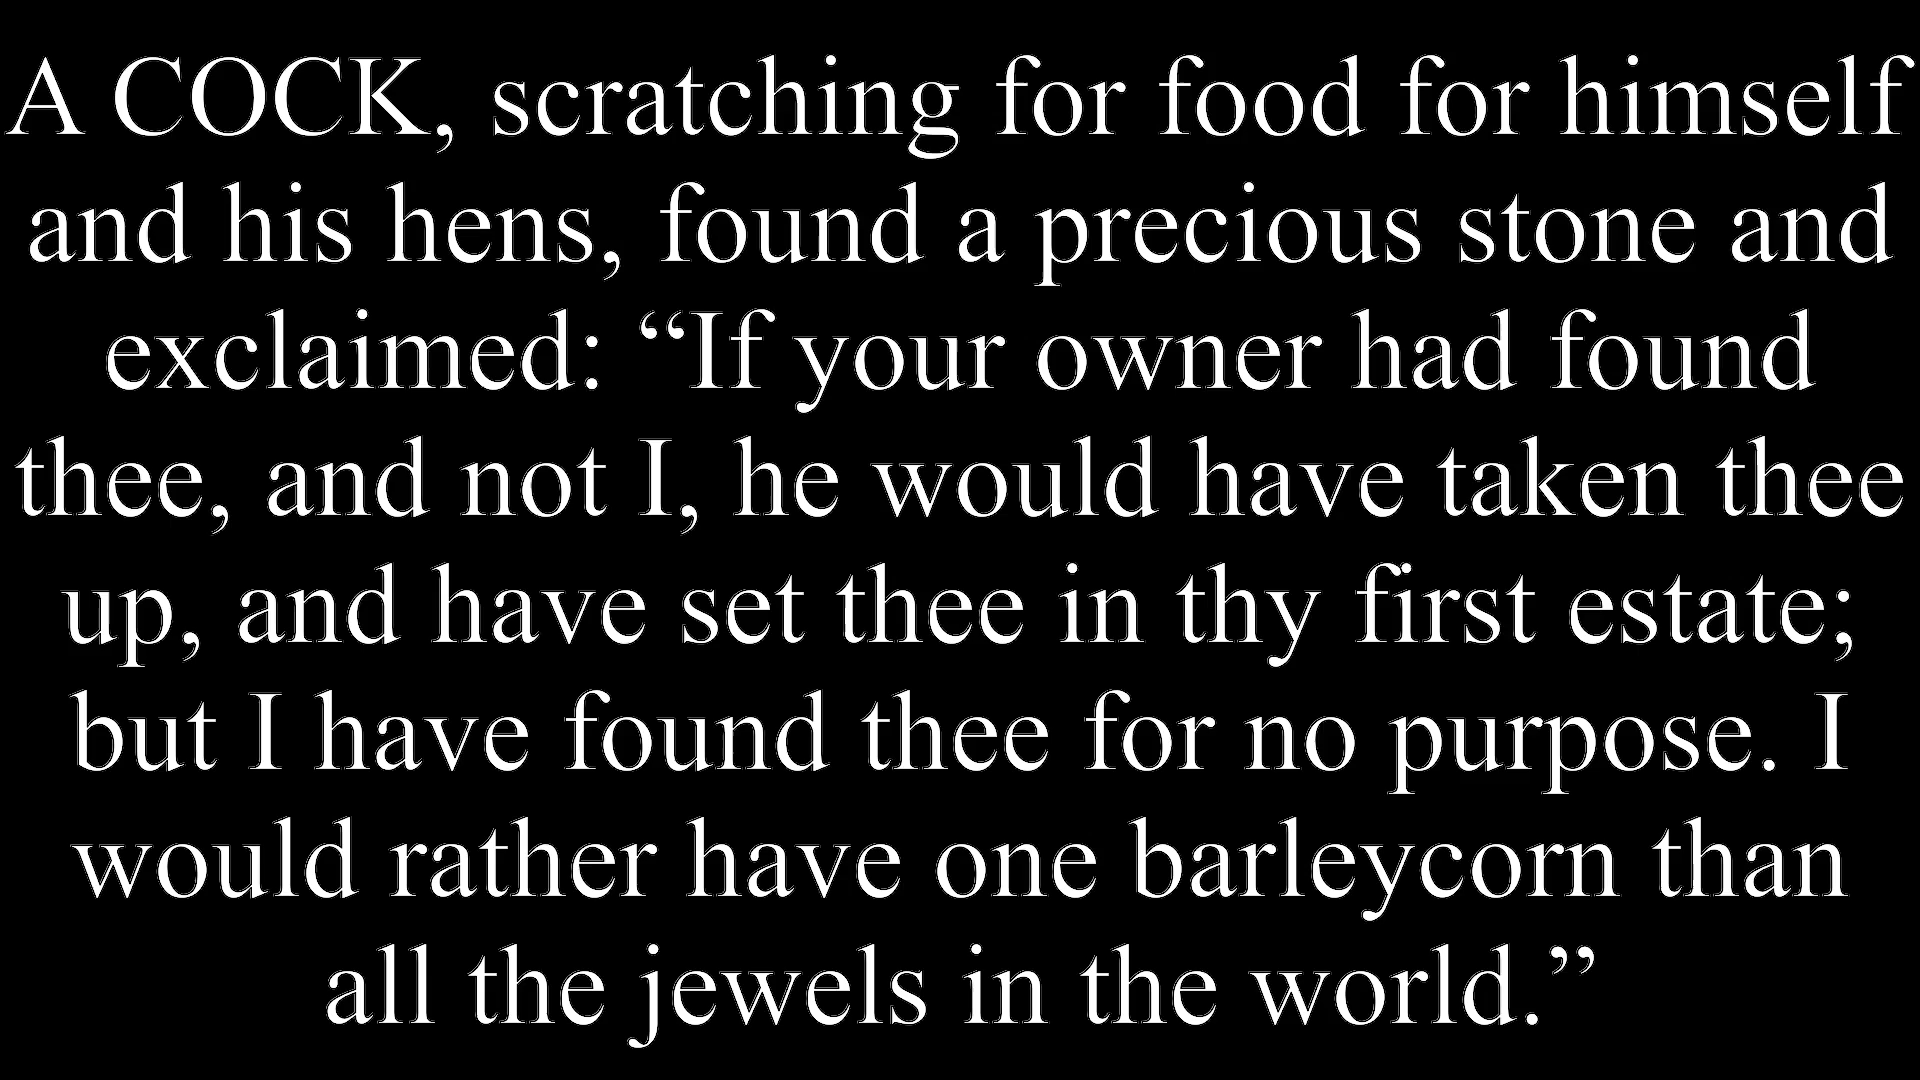 A COCK, scratching for food for himself
and his hens, found a precious stone and
exclaimed: “If your owner had found
thee, and not I, he would have taken thee
up, and have set thee in thy first estate;
but I have found thee for no purpose. I
would rather have one barleycorn than
all the jewels in the world.”